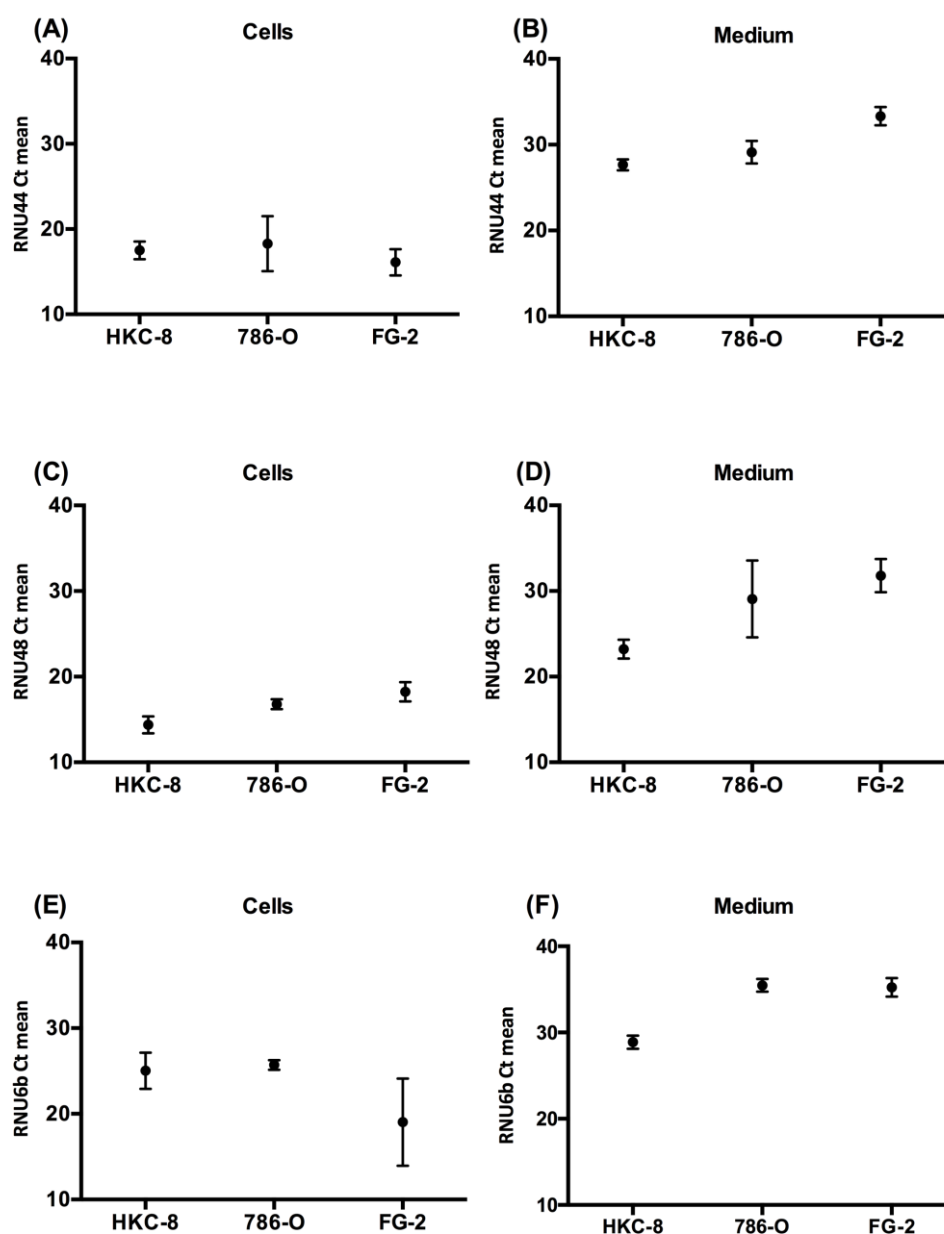 (A)
Cells
RNU44 Ct mean
40
30
20
10
HKC-8 786-O FG-2
(B)
Medium
RNU44 Ct mean
40
30
20
10
HKC-8 786-O FG-2
(C)
Cells
RNU48 Ct mean
40
30
20
10
HKC-8 786-O FG-2
(D)
Medium
RNU48 Ct mean
40
30
20
10
HKC-8 786-O FG-2
(E)
Cells
RNU6b Ct mean
40
30
20
10
HKC-8 786-O FG-2
(F)
Medium
RNU6b Ct mean
40
30
20
10
HKC-8 786-O FG-2